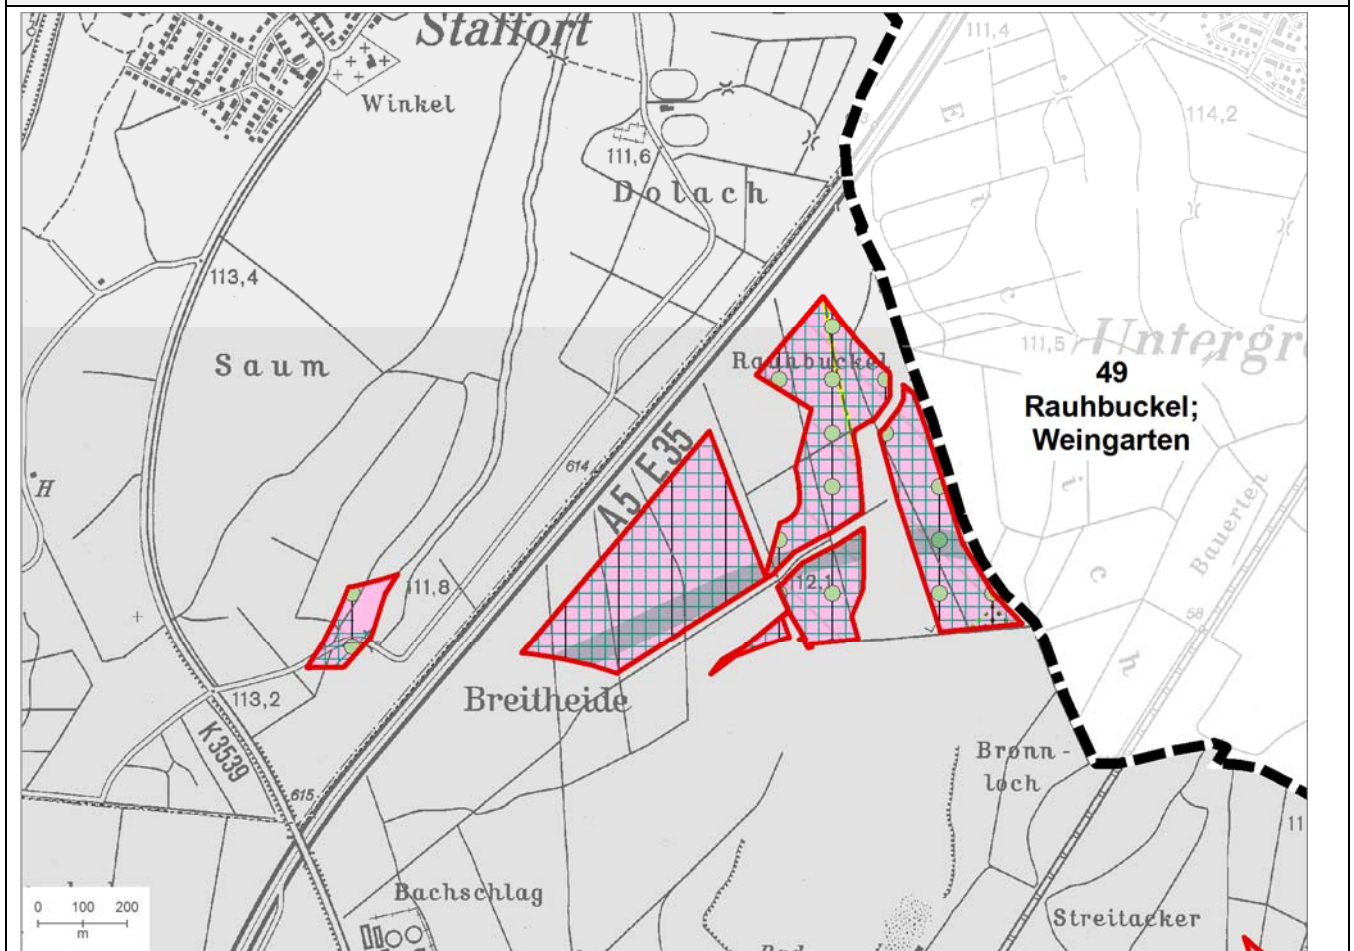 Staffort
Winkel
111,4
114,2
111,6
Dolach
113,4
Saum
Rauhbuckel
111,5
Untergr
49
Rauhbuckel;
Weingarten
E
i
c
i
c
h
H
A5 E35
614
Bauerten
111,8
12,1
58
113,2
Breitheide
K3539
615
Bronn-
loch
11
Bachschlag
Streitacker
0 100 200
m